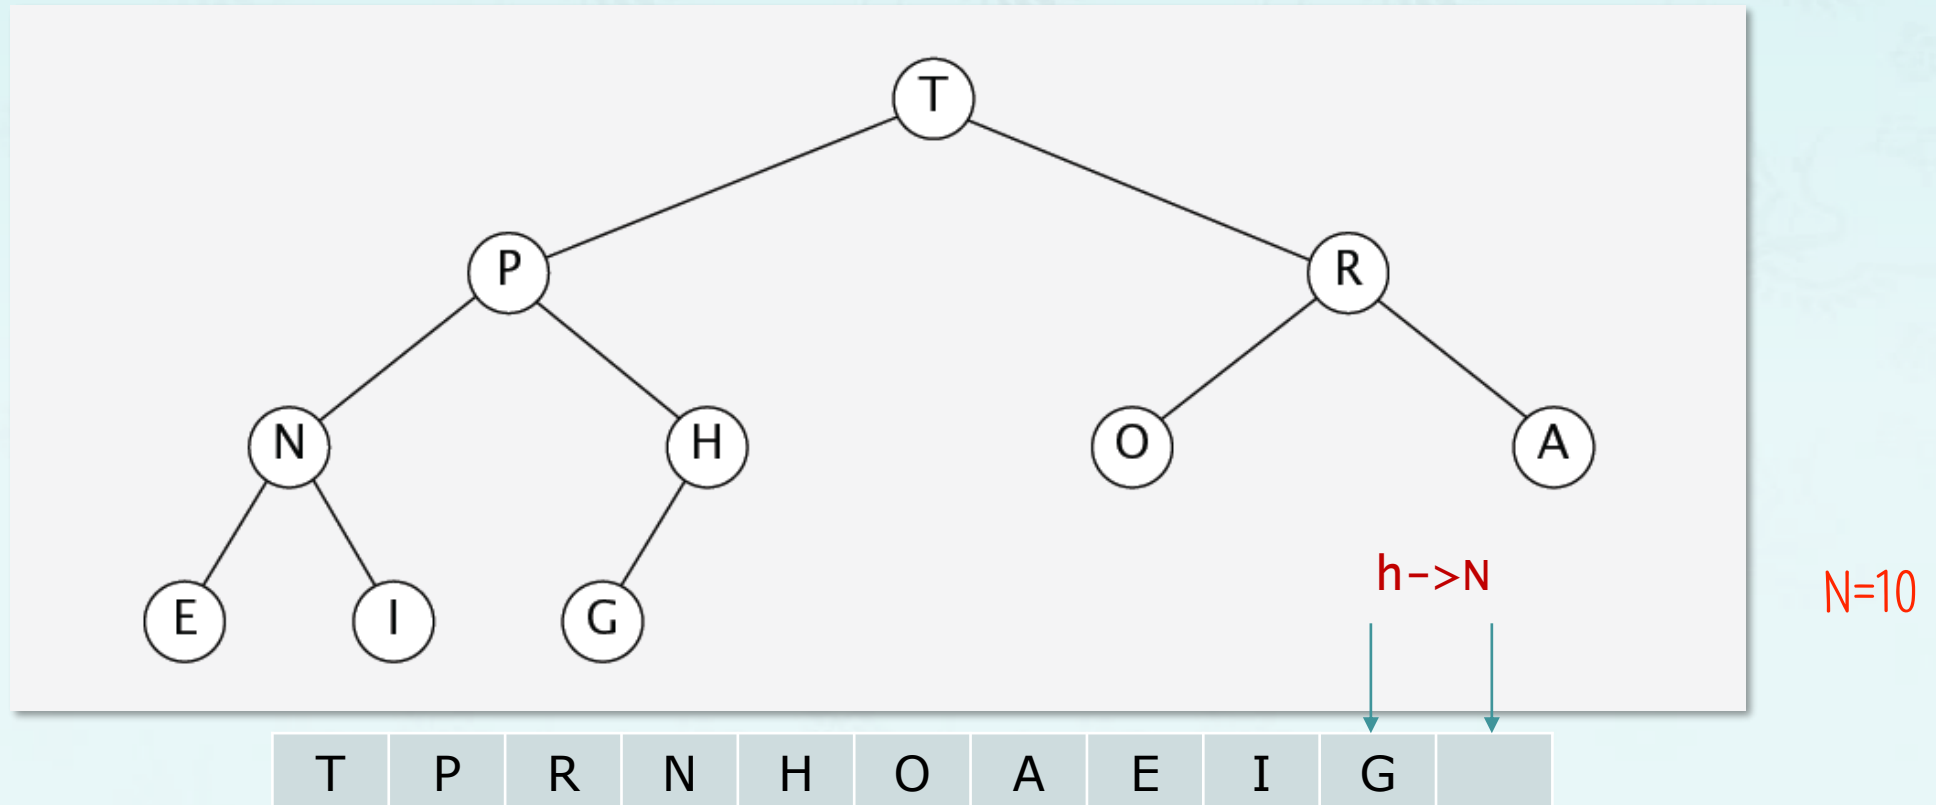 T
P R
N H O A
E I G
h->N
N=10
T P R N H O A E I G